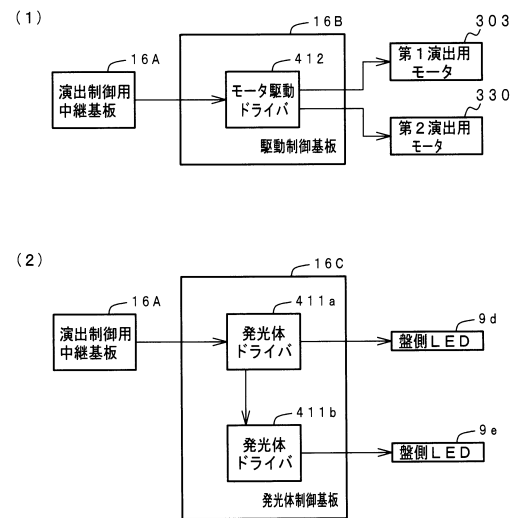 (1)
16B
303
16A
412
第1演出用
モータ
演出制御用
中継基板
モータ駆動
ドライバ
330
第2演出用
モータ
駆動制御基板
(2)
16C
16A
411a
9d
演出制御用
中継基板
発光体
ドライバ
盤側LED
411b
9e
発光体
ドライバ
盤側LED
発光体制御基板